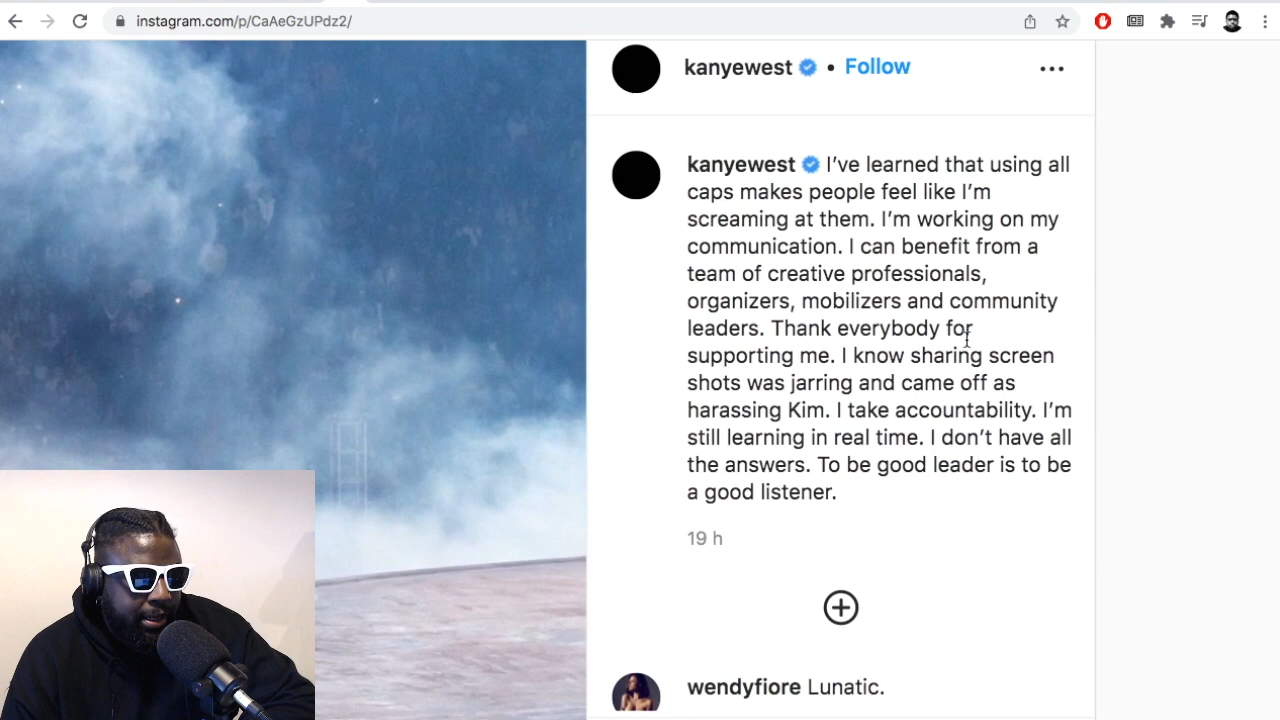 instagram.com/p/CaAeGzUPdz2/
kanyewest • Follow
kanyewest I’ve learned that using all
caps makes people feel like I’m
screaming at them. I’m working on my
communication. I can benefit from a
team of creative professionals,
organizers, mobilizers and community
leaders. Thank everybody for
supporting me. I know sharing screen
shots was jarring and came off as
harassing Kim. I take accountability. I’m
still learning in real time. I don’t have all
the answers. To be good leader is to be
a good listener.
19 h
wendyfiore Lunatic.